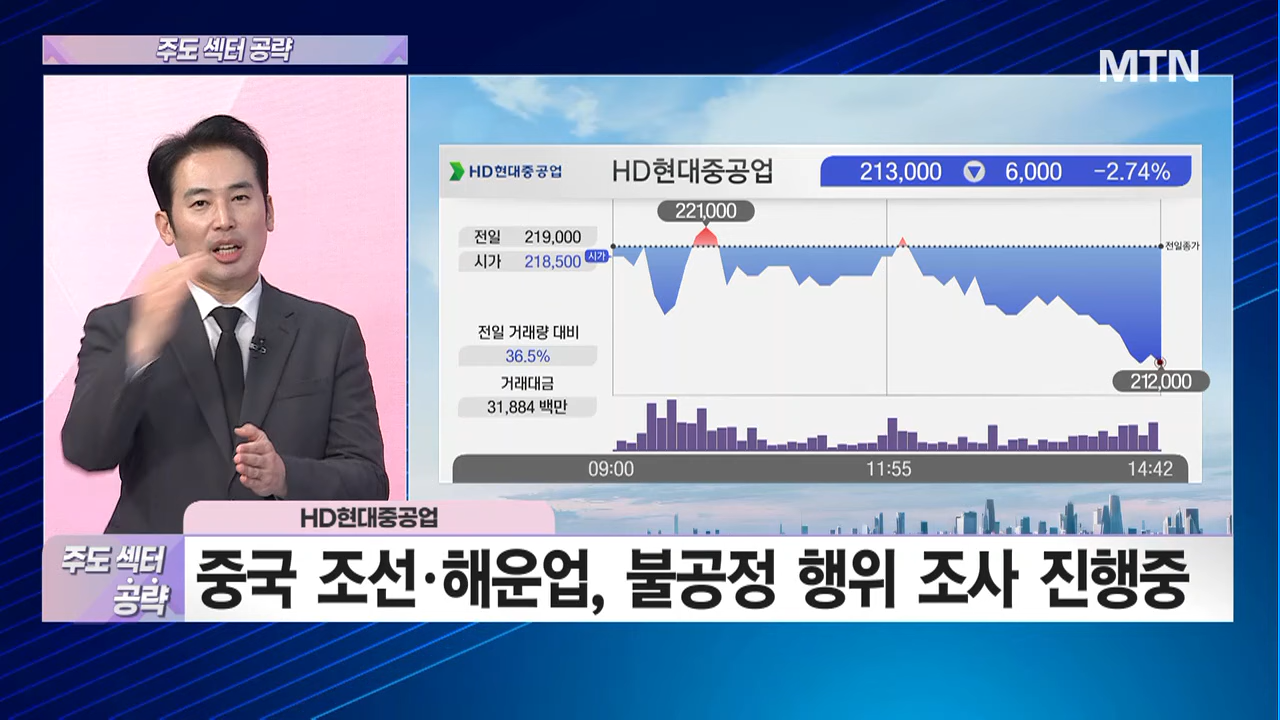 주도 섹터 공략
MTN
HD현대중공업
HD현대중공업
213,000 ▼ 6,000 -2.74%
221,000
전일 219,000
시가 218,500
시가
전일종가
전일 거래량 대비
36.5%
거래대금
31,884 백만
212,000
09:00 11:55 14:42
HD현대중공업
주도 섹터
공략
중국 조선·해운업, 불공정 행위 조사 진행중